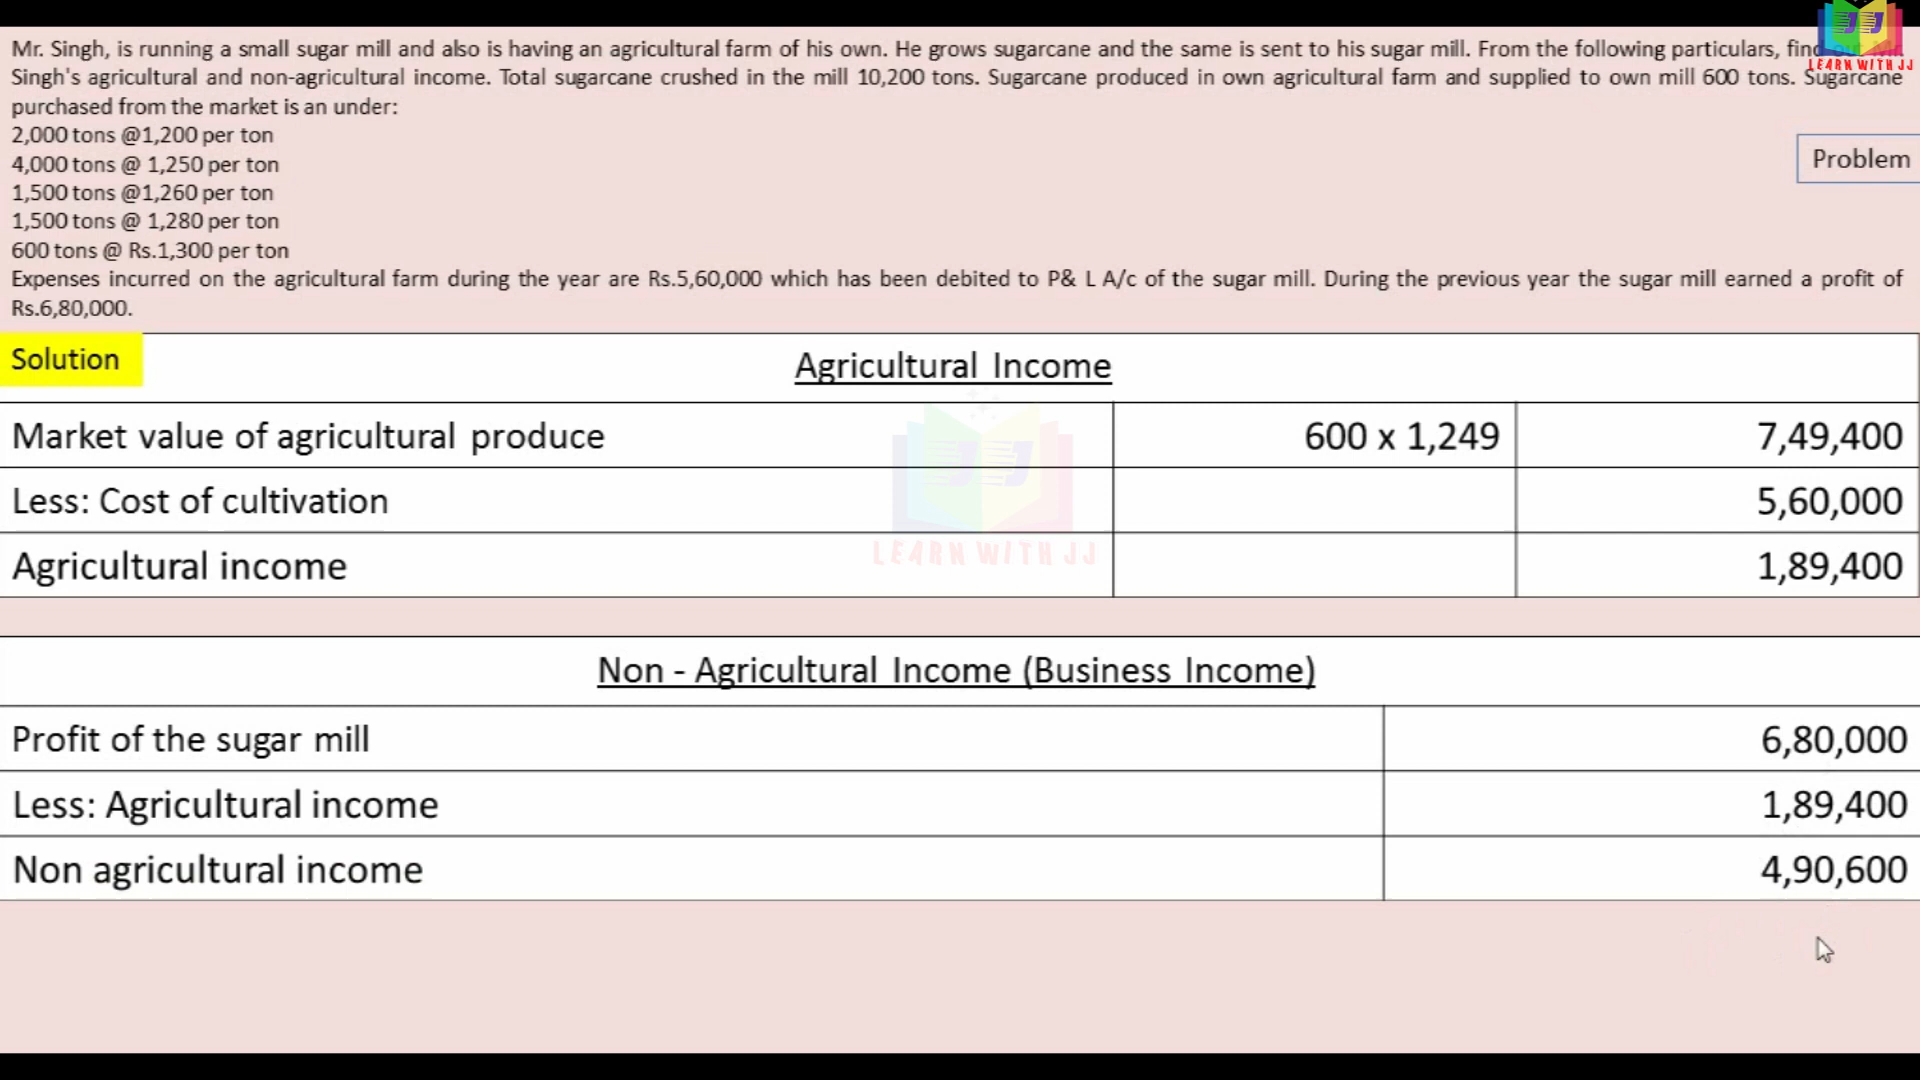 Mr. Singh, is running a small sugar mill and also is having an agricultural farm of his own. He grows sugarcane and the same is sent to his sugar mill. From the following particulars, find
LEARN WITH JJ
Singh's agricultural and non-agricultural income. Total sugarcane crushed in the mill 10,200 tons. Sugarcane produced in own agricultural farm and supplied to own mill 600 tons. Sugarcane
purchased from the market is an under:
2,000 tons @1,200 per ton
4,000 tons @ 1,250 per ton
Problem
1,500 tons @1,260 per ton
1,500 tons @ 1,280 per ton
600 tons @ Rs.1,300 per ton
Expenses incurred on the agricultural farm during the year are Rs.5,60,000 which has been debited to P& L A/c of the sugar mill. During the previous year the sugar mill earned a profit of
Rs.6,80,000.
Solution
Agricultural Income
Market value of agricultural produce 600 x 1,249 7,49,400
Less: Cost of cultivation 5,60,000
LEARN WITH JJ
Agricultural income 1,89,400
Non - Agricultural Income (Business Income)
Profit of the sugar mill 6,80,000
Less: Agricultural income 1,89,400
Non agricultural income 4,90,600